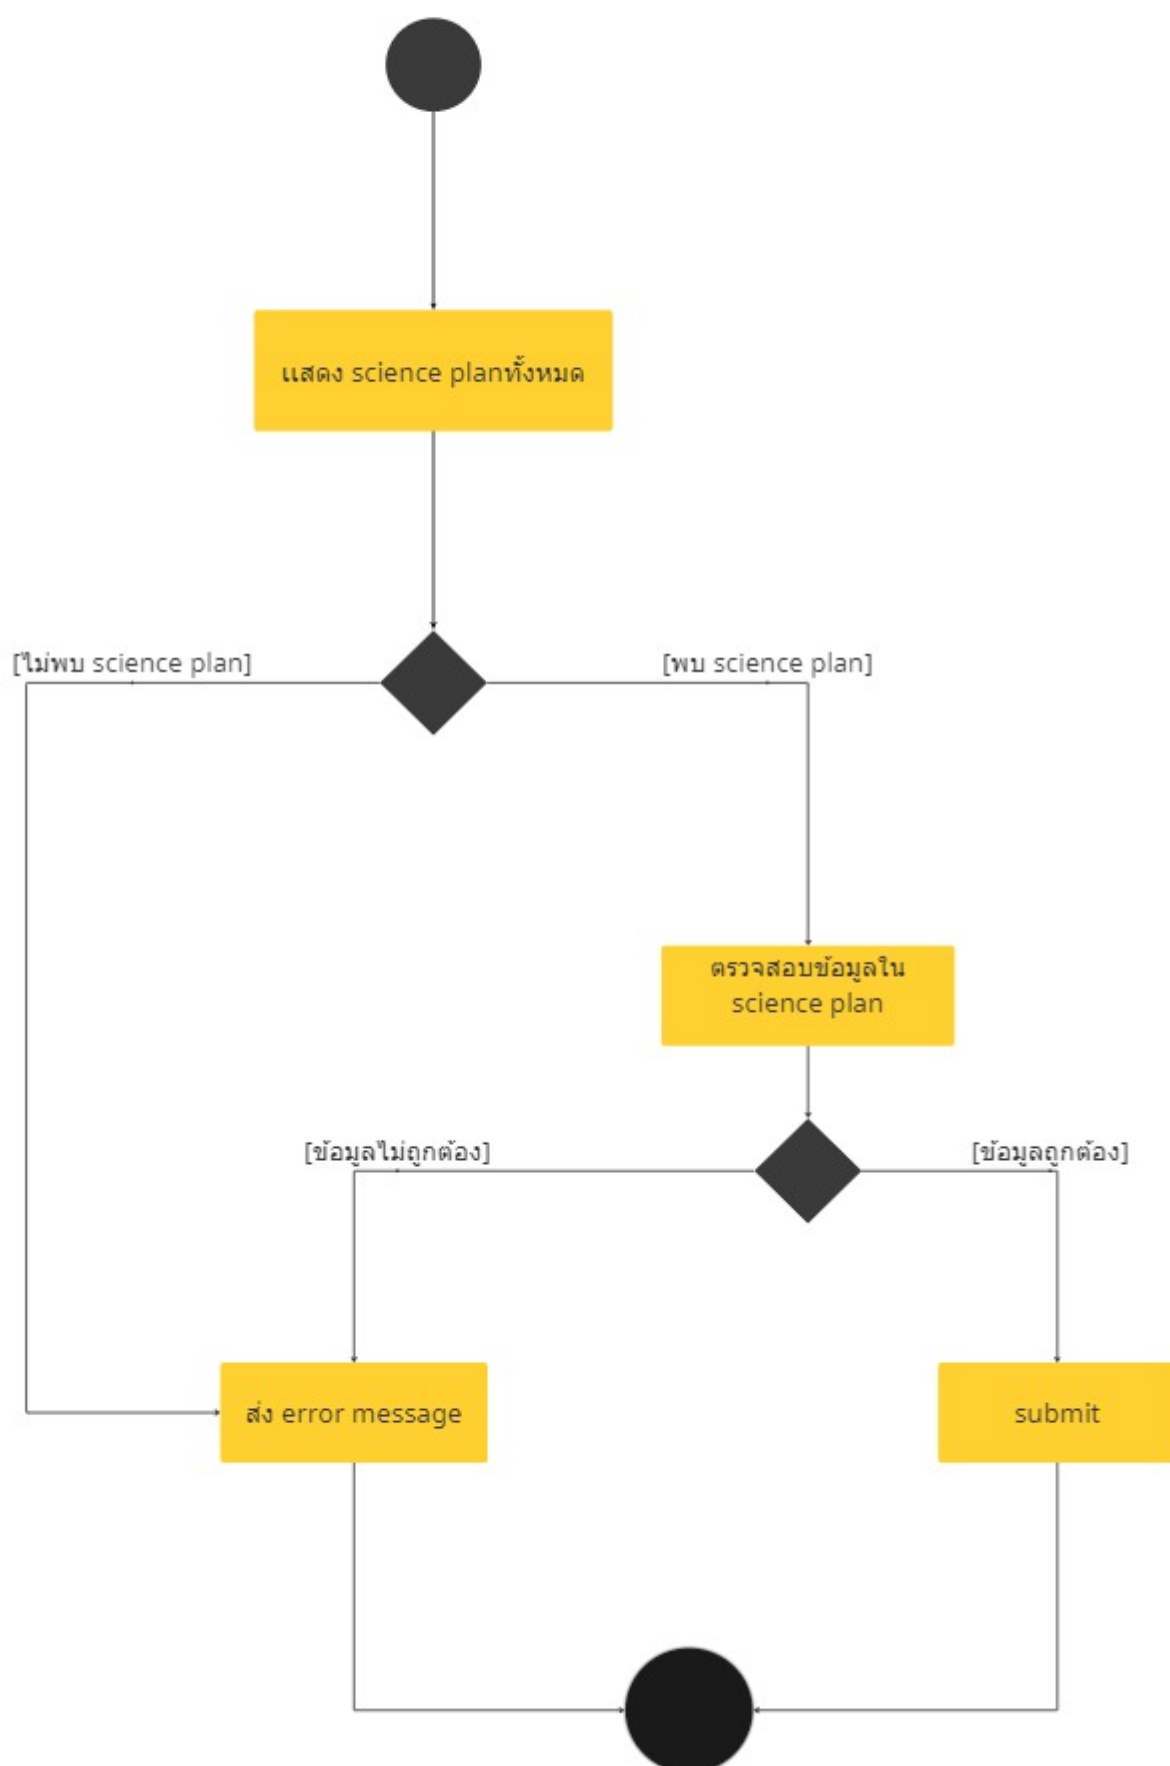 แสดง science planทั้งหมด
[ไม่พบ science plan]
[พบ science plan]
ตรวจสอบข้อมูลใน
science plan
[ข้อมูลไม่ถูกต้อง]
[ข้อมูลถูกต้อง]
ส่ง error message
submit